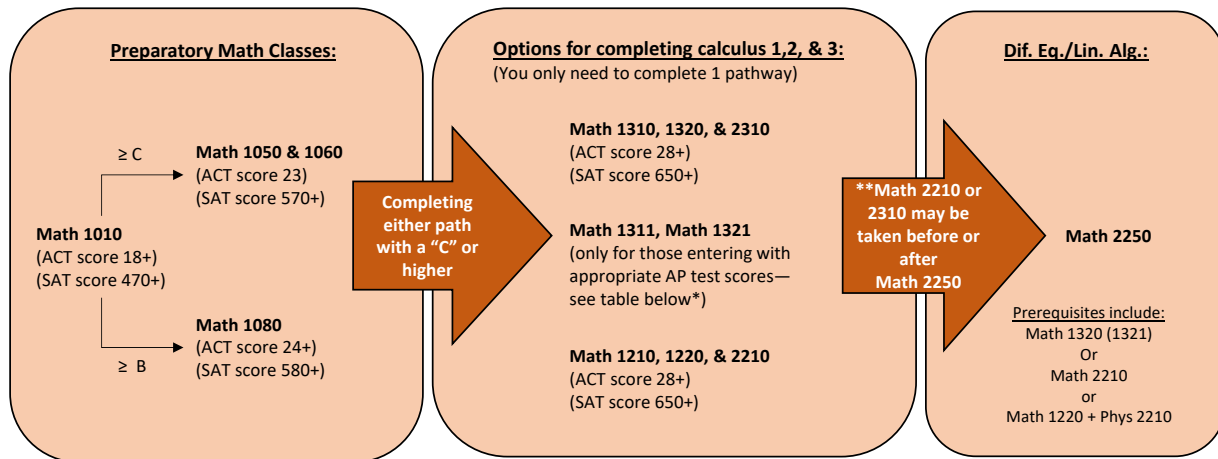 Preparatory Math Classes:
≥ C
Math 1050 & 1060
(ACT score 23)
(SAT score 570+)
Math 1010
(ACT score 18+)
(SAT score 470+)
Math 1080
(ACT score 24+)
(SAT score 580+)
≥ B
Completing
either path
with a “C” or
higher
Options for completing calculus 1,2, & 3:
(You only need to complete 1 pathway)
Math 1310, 1320, & 2310
(ACT score 28+)
(SAT score 650+)
Math 1311, Math 1321
(only for those entering with
appropriate AP test scores—
see table below*)
Math 1210, 1220, & 2210
(ACT score 28+)
(SAT score 650+)
**Math 2210 or
2310 may be
taken before or
after
Math 2250
Dif. Eq./Lin. Alg.:
Math 2250
Prerequisites include:
Math 1320 (1321)
Or
Math 2210
or
Math 1220 + Phys 2210